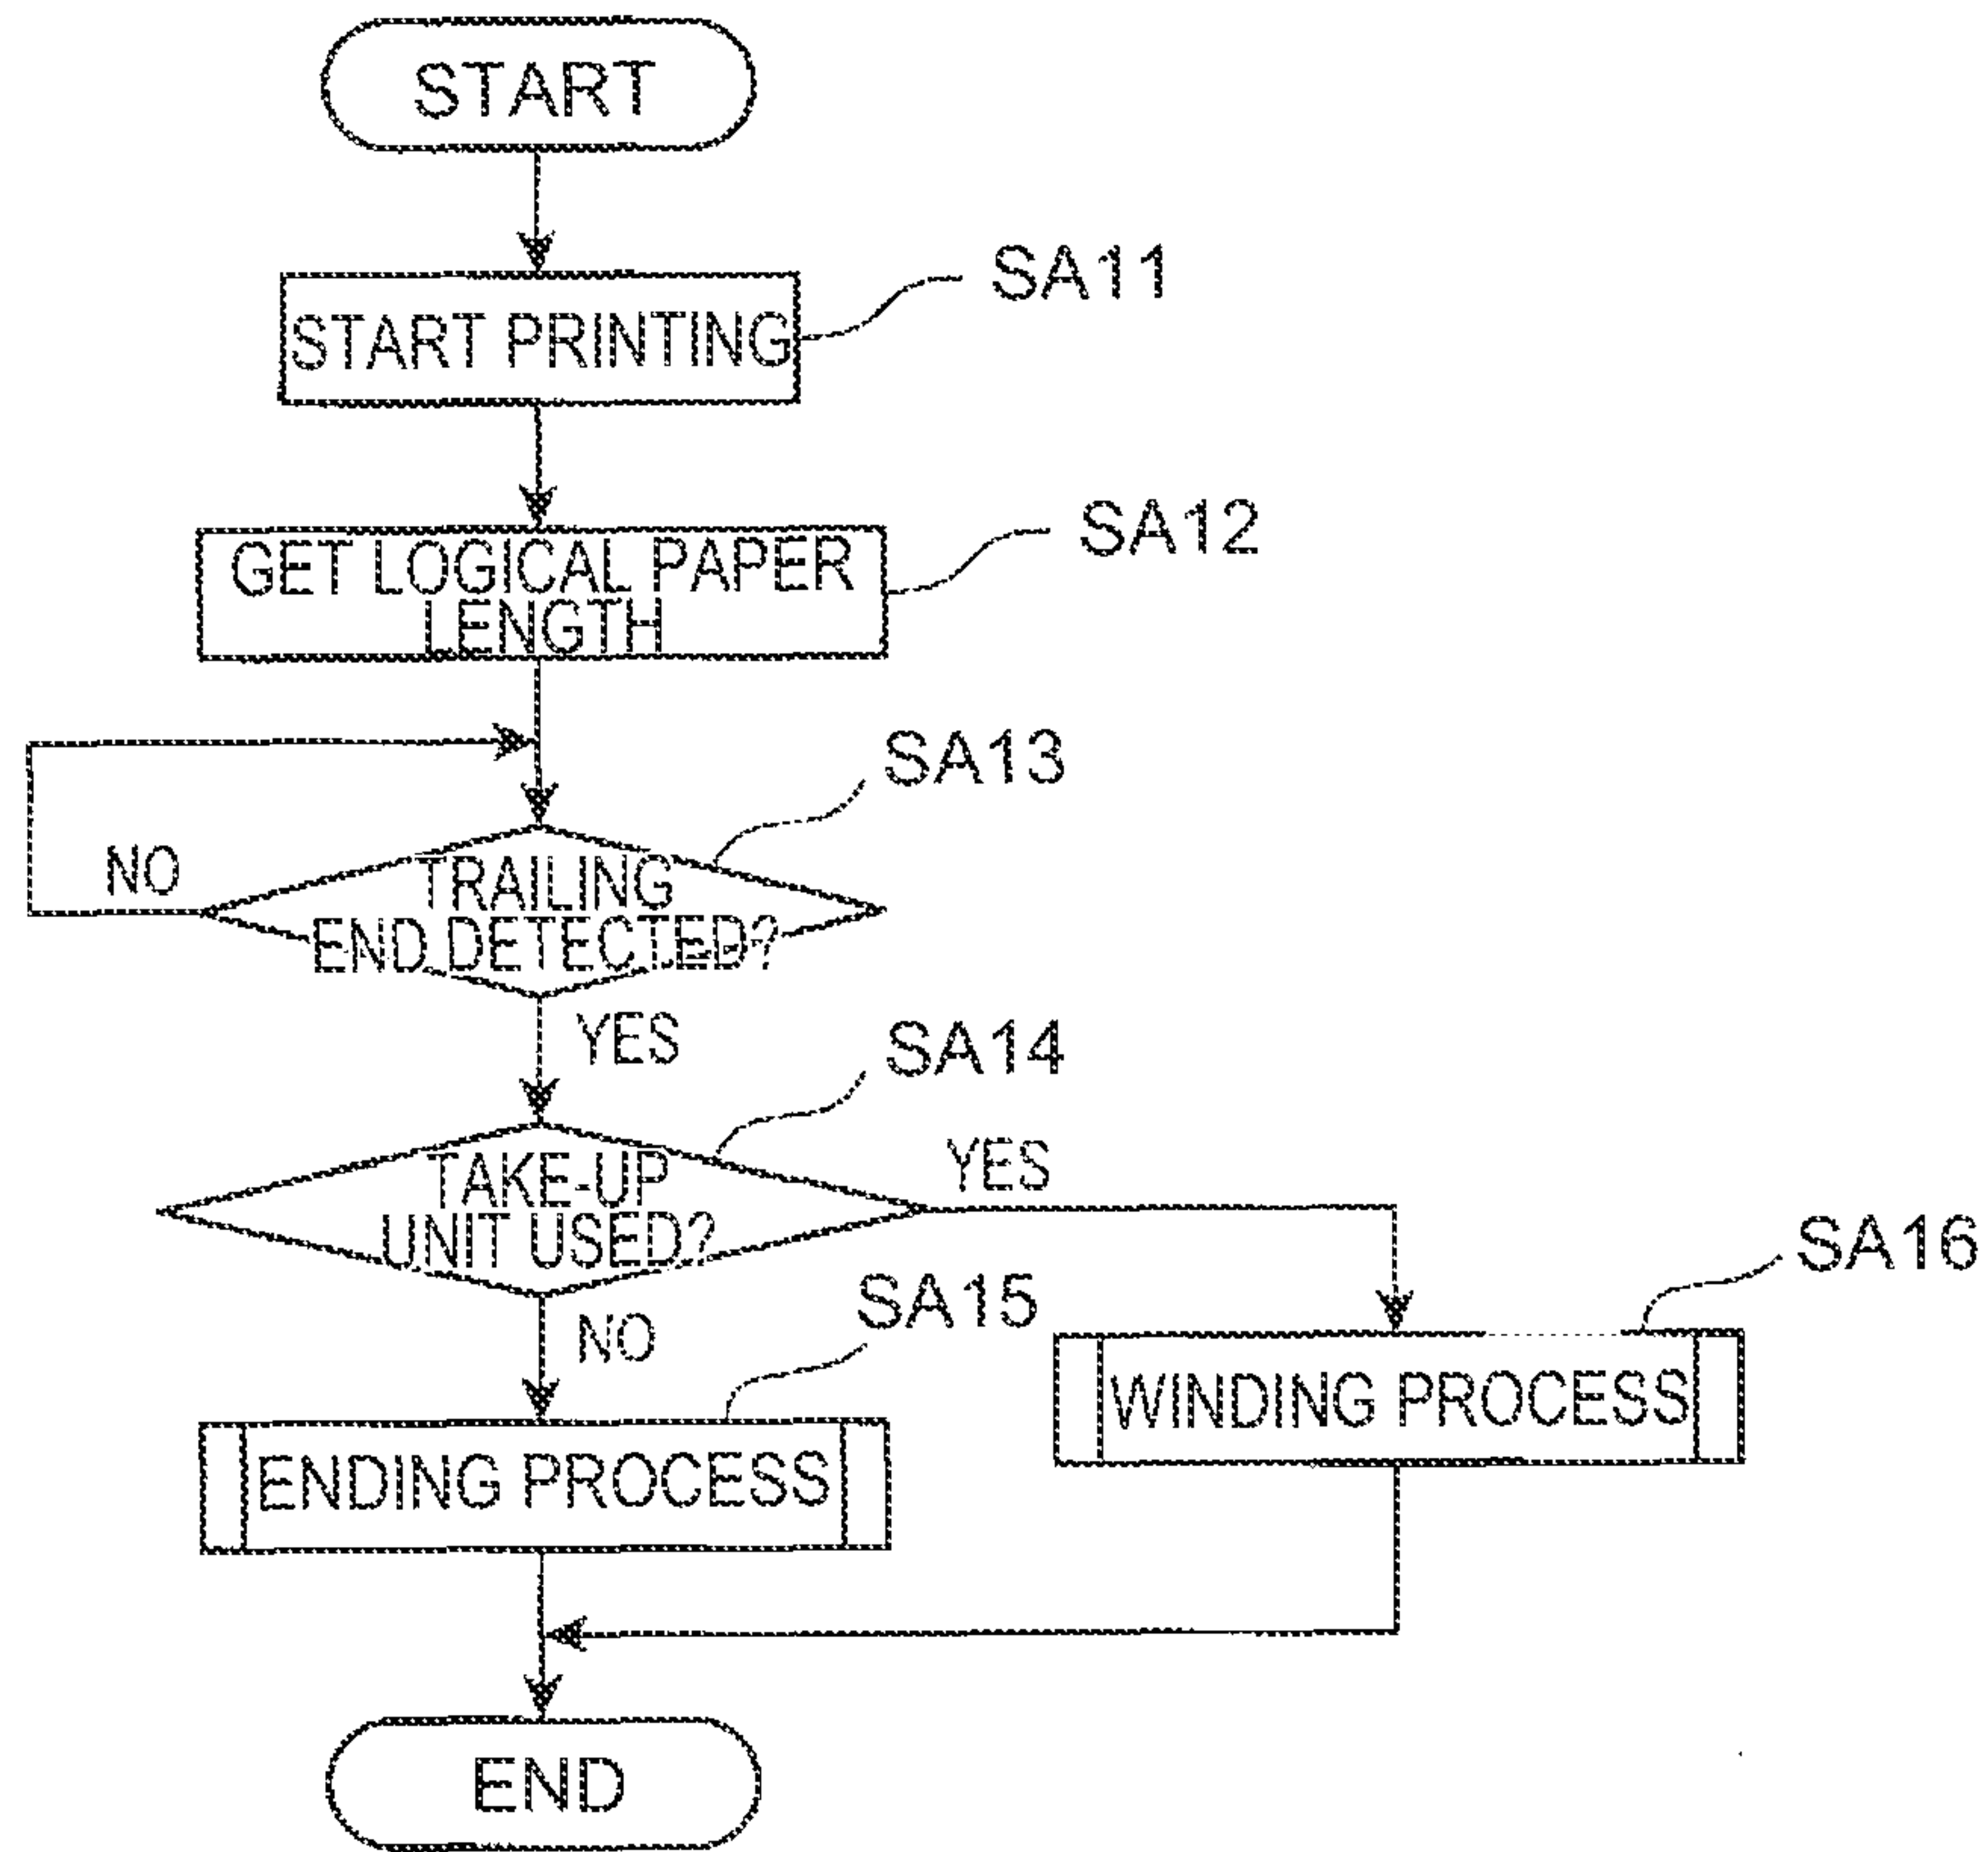 START
START PRINTING
SA11
GET LOGICAL PAPER
LENGTH
SA12
SA13
NO
TRAILING
END DETECTED?
YES
SA14
TAKE-UP
UNIT USED?
YES
NO
SA15
SA16
ENDING PROCESS
WINDING PROCESS
END